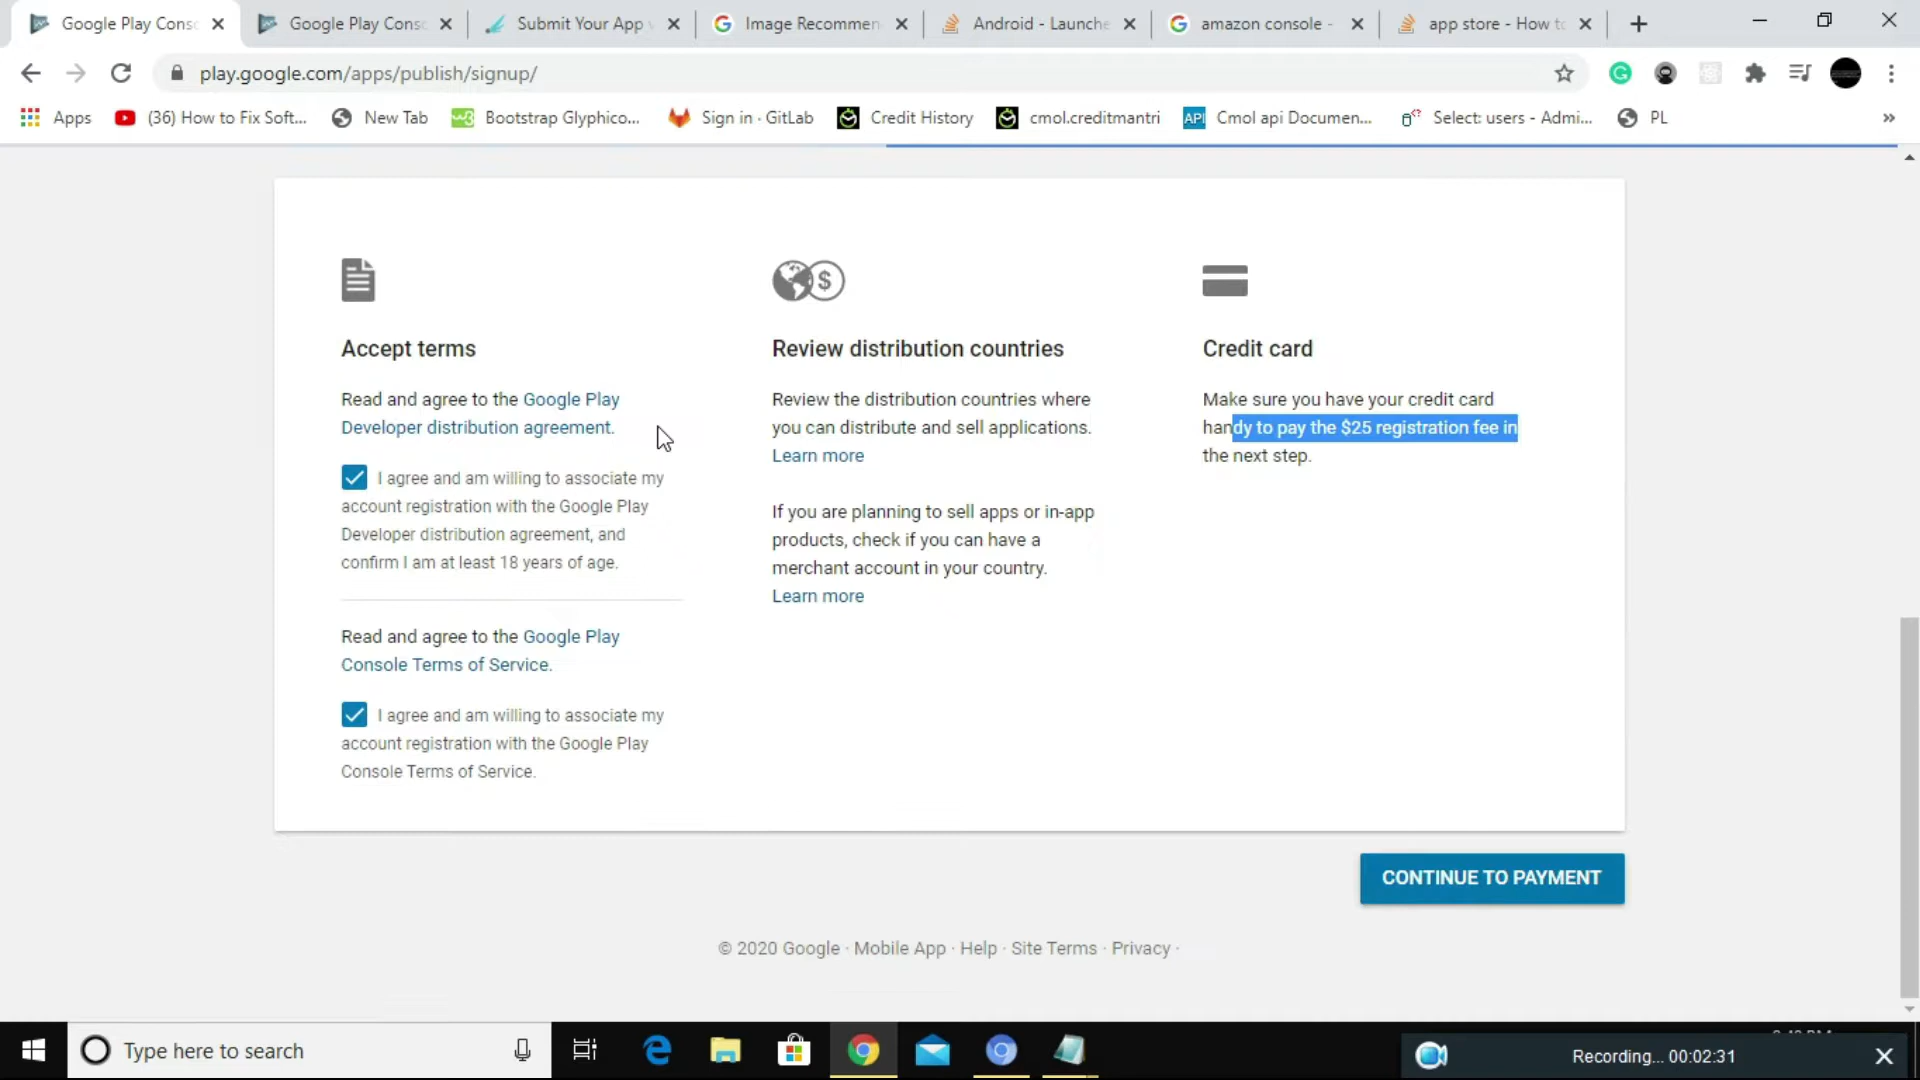 Google Play Cons
Google Play Cons
Submit Your App
Image Recommen
Android - Launche
amazon console -
app store - How to
play.google.com/apps/publish/signup/
Apps
(36) How to Fix Soft...
New Tab
Bootstrap Glyphico...
Sign in · GitLab
Credit History
cmol.creditmantri
API
Cmol api Documen...
Select: users - Admi...
PL
»
Accept terms
Read and agree to the Google Play
Developer distribution agreement.
I agree and am willing to associate my
account registration with the Google Play
Developer distribution agreement, and
confirm I am at least 18 years of age.
Read and agree to the Google Play
Console Terms of Service.
I agree and am willing to associate my
account registration with the Google Play
Console Terms of Service.
$
Review distribution countries
Review the distribution countries where
you can distribute and sell applications.
Learn more
If you are planning to sell apps or in-app
products, check if you can have a
merchant account in your country.
Learn more
Credit card
Make sure you have your credit card
handy to pay the $25 registration fee in
the next step.
CONTINUE TO PAYMENT
© 2020 Google · Mobile App · Help · Site Terms · Privacy ·
Type here to search
Recording... 00:02:31